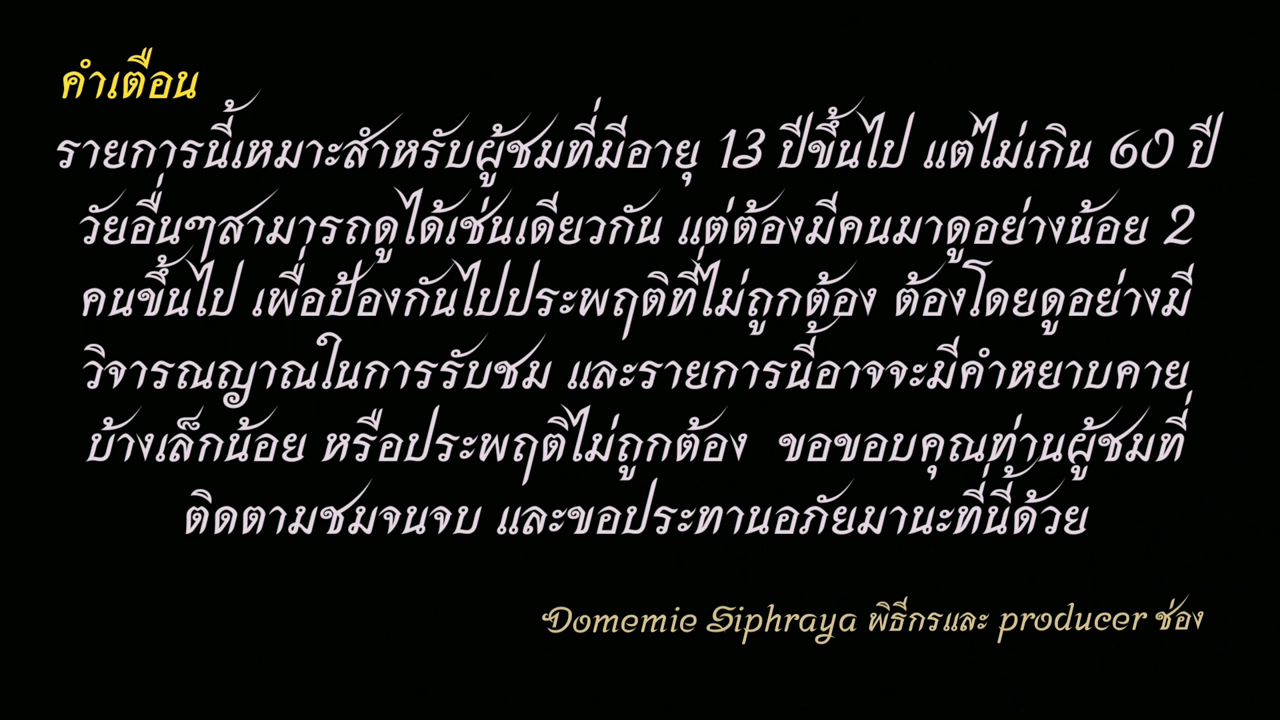 คำเตือน
รายการนี้เหมาะสำหรับผู้ชมที่มีอายุ 13 ปีขึ้นไป แต่ไม่เกิน 60 ปี
วัยอื่นๆสามารถดูได้เช่นเดียวกัน แต่ต้องมีคนมาดูอย่างน้อย 2
คนขึ้นไป เพื่อป้องกันไปประพฤติที่ไม่ถูกต้อง ต้องโดยดูอย่างมี
วิจารณญาณในการรับชม และรายการนี้อาจจะมีคำหยาบคาย
บ้างเล็กน้อย หรือประพฤติไม่ถูกต้อง ขอขอบคุณท่านผู้ชมที่
ติดตามชมจนจบ และขอประทานอภัยมานะที่นี้ด้วย
Domemie Siphraya พิธีกรและ producer ช่อง